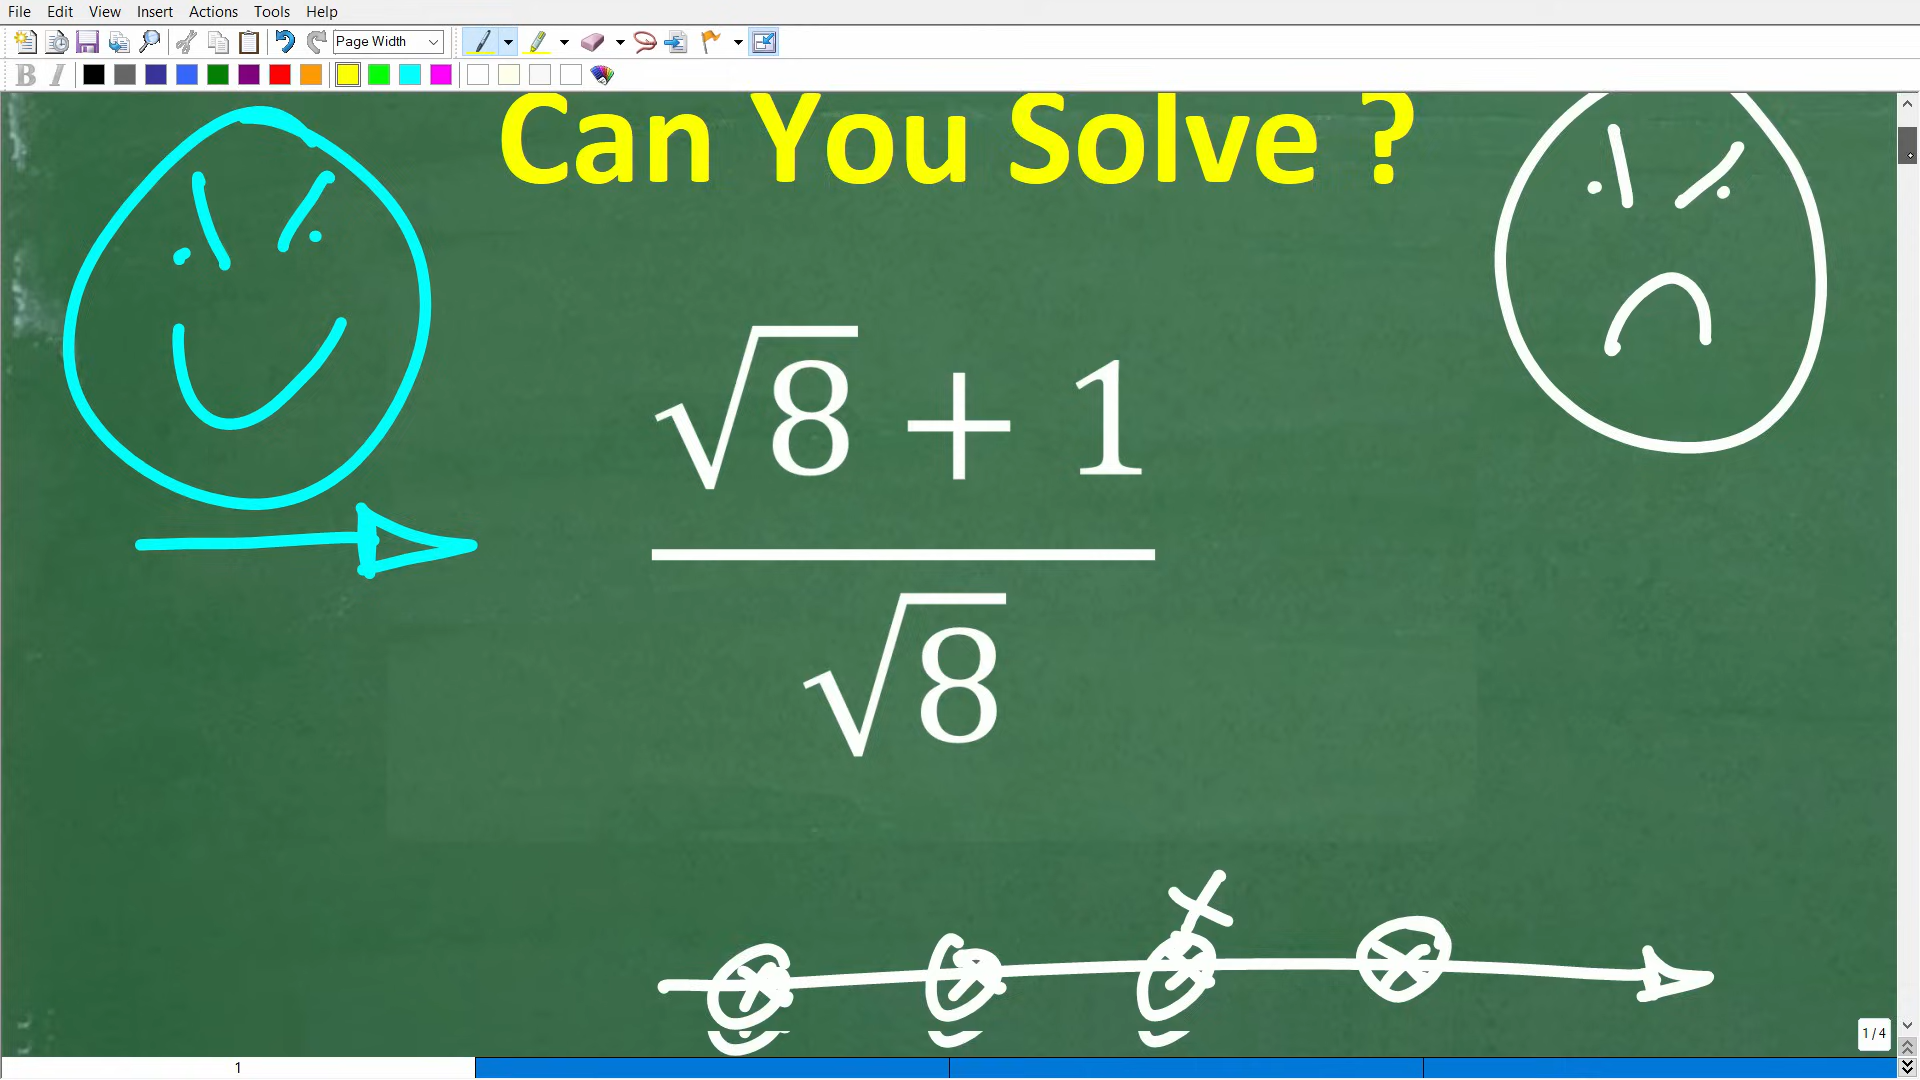 File Edit View Insert Actions Tools Help
Page Width
B I
Can You Solve ?
√8 + 1
√8
1 / 4
1